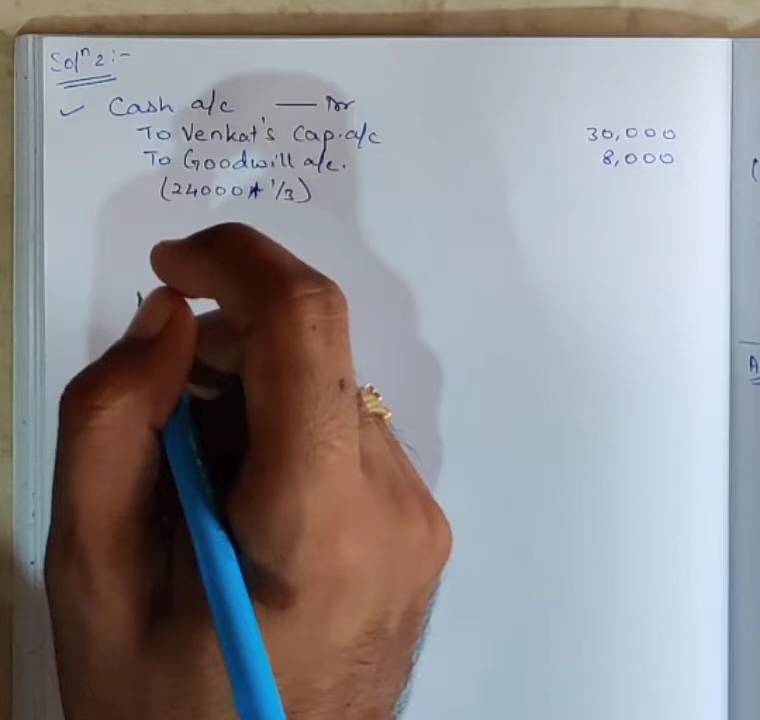 Solⁿ 2:-
✓ Cash a/c — Dr
To Venkat's Cap. a/c 30,000
To Goodwill a/c. 8,000
(24000 * 1/3)
A